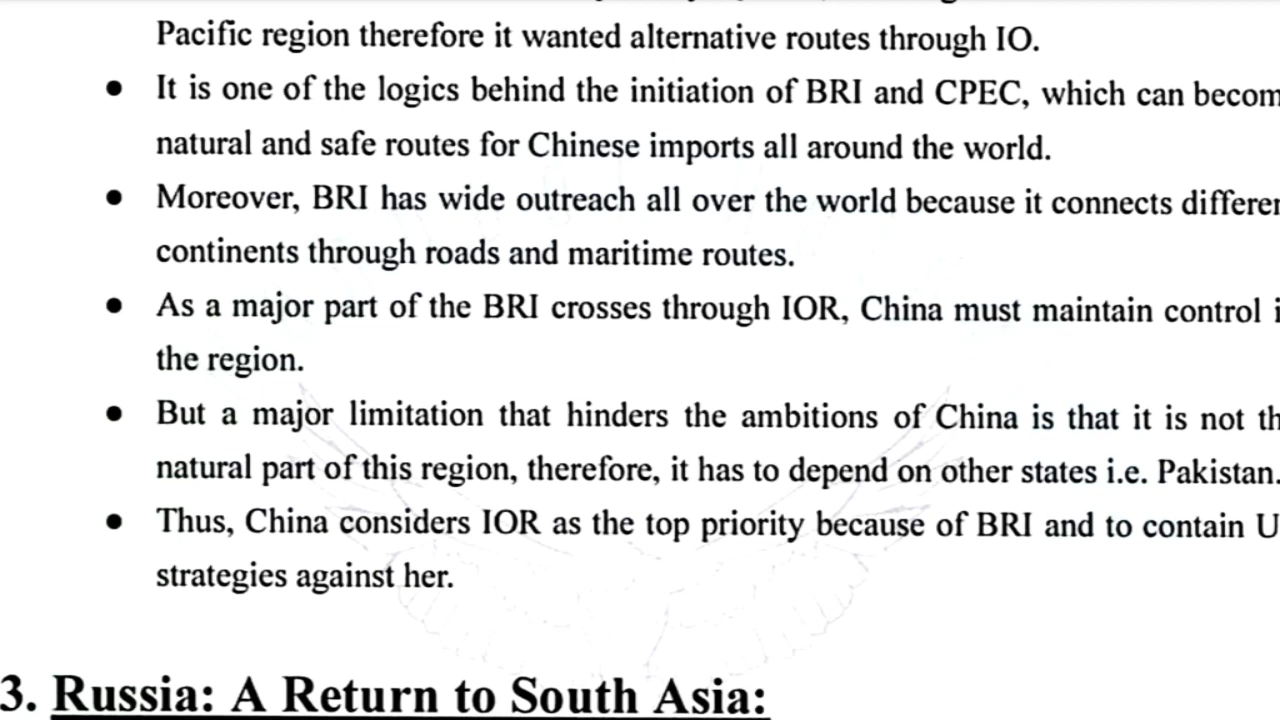 Pacific region therefore it wanted alternative routes through IO.
• It is one of the logics behind the initiation of BRI and CPEC, which can becom
natural and safe routes for Chinese imports all around the world.
• Moreover, BRI has wide outreach all over the world because it connects differen
continents through roads and maritime routes.
• As a major part of the BRI crosses through IOR, China must maintain control i
the region.
• But a major limitation that hinders the ambitions of China is that it is not th
natural part of this region, therefore, it has to depend on other states i.e. Pakistan.
• Thus, China considers IOR as the top priority because of BRI and to contain U
strategies against her.
3. Russia: A Return to South Asia: